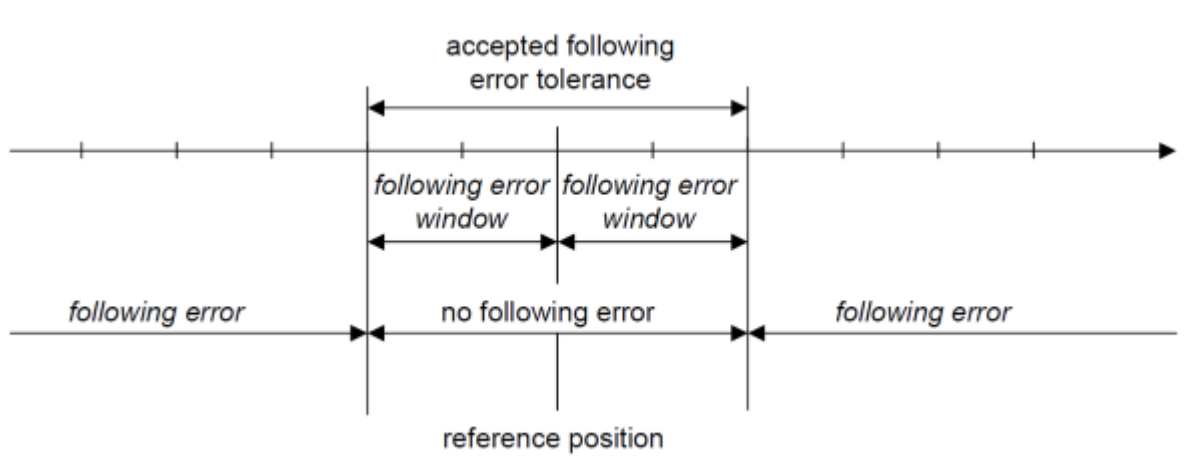 accepted following
error tolerance
following error following error
window window
following error no following error following error
reference position